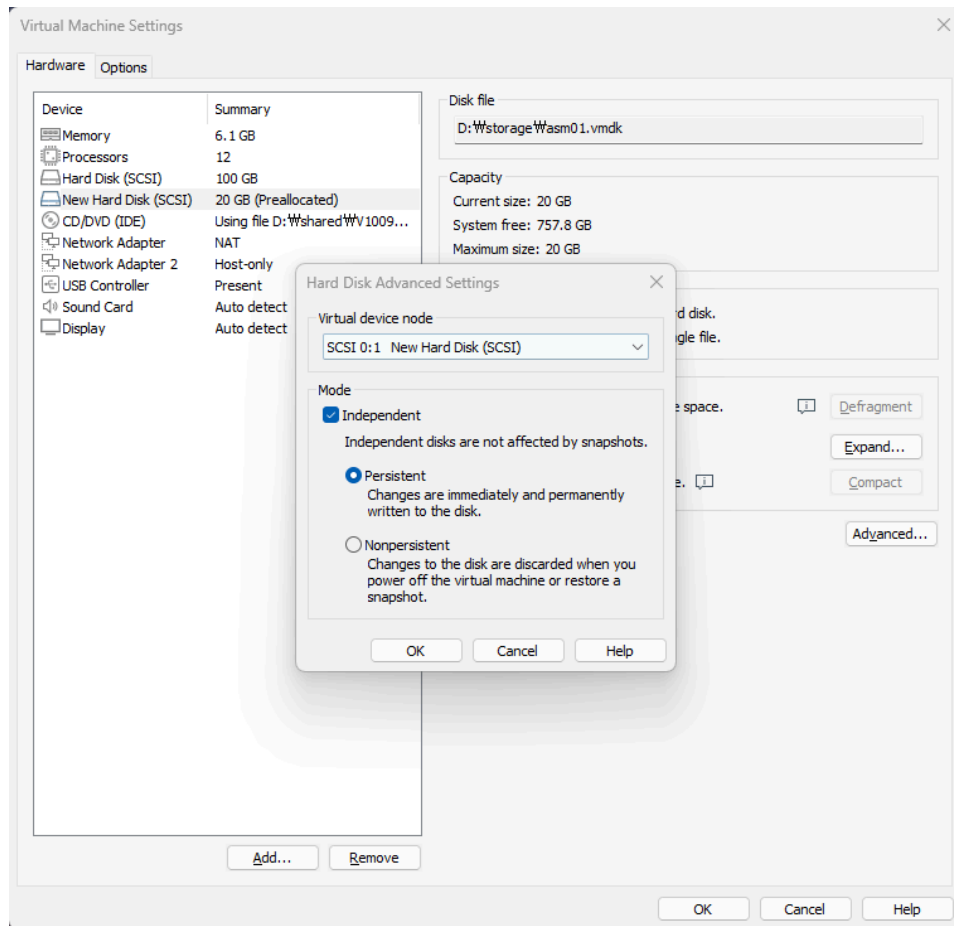 Virtual Machine Settings
Hardware Options
Device Summary
Memory 6.1 GB
Processors 12
Hard Disk (SCSI) 100 GB
New Hard Disk (SCSI) 20 GB (Preallocated)
CD/DVD (IDE) Using file D:₩shared₩V1009...
Network Adapter NAT
Network Adapter 2 Host-only
USB Controller Present
Sound Card Auto detect
Display Auto detect
Add... Remove
Disk file
D:₩storage₩asm01.vmdk
Capacity
Current size: 20 GB
System free: 757.8 GB
Maximum size: 20 GB
disk.
file.
space.
Defragment
Expand...
Compact
Advanced...
Hard Disk Advanced Settings
Virtual device node
SCSI 0:1 New Hard Disk (SCSI)
Mode
Independent
Independent disks are not affected by snapshots.
Persistent
Changes are immediately and permanently
written to the disk.
Nonpersistent
Changes to the disk are discarded when you
power off the virtual machine or restore a
snapshot.
OK Cancel Help
OK Cancel Help